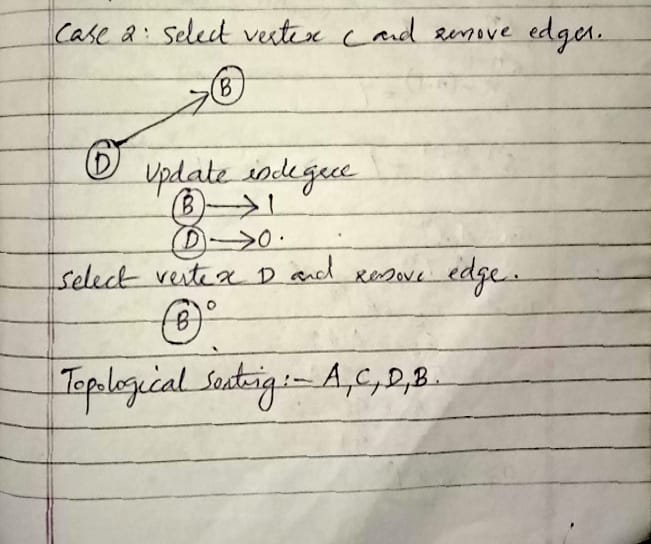 Case 2: Select vertex C and remove edges.
B
D
Update indegree
B → 1
D → 0.
Select vertex D and remove edge.
B 0
Topological Sorting :- A, C, D, B.